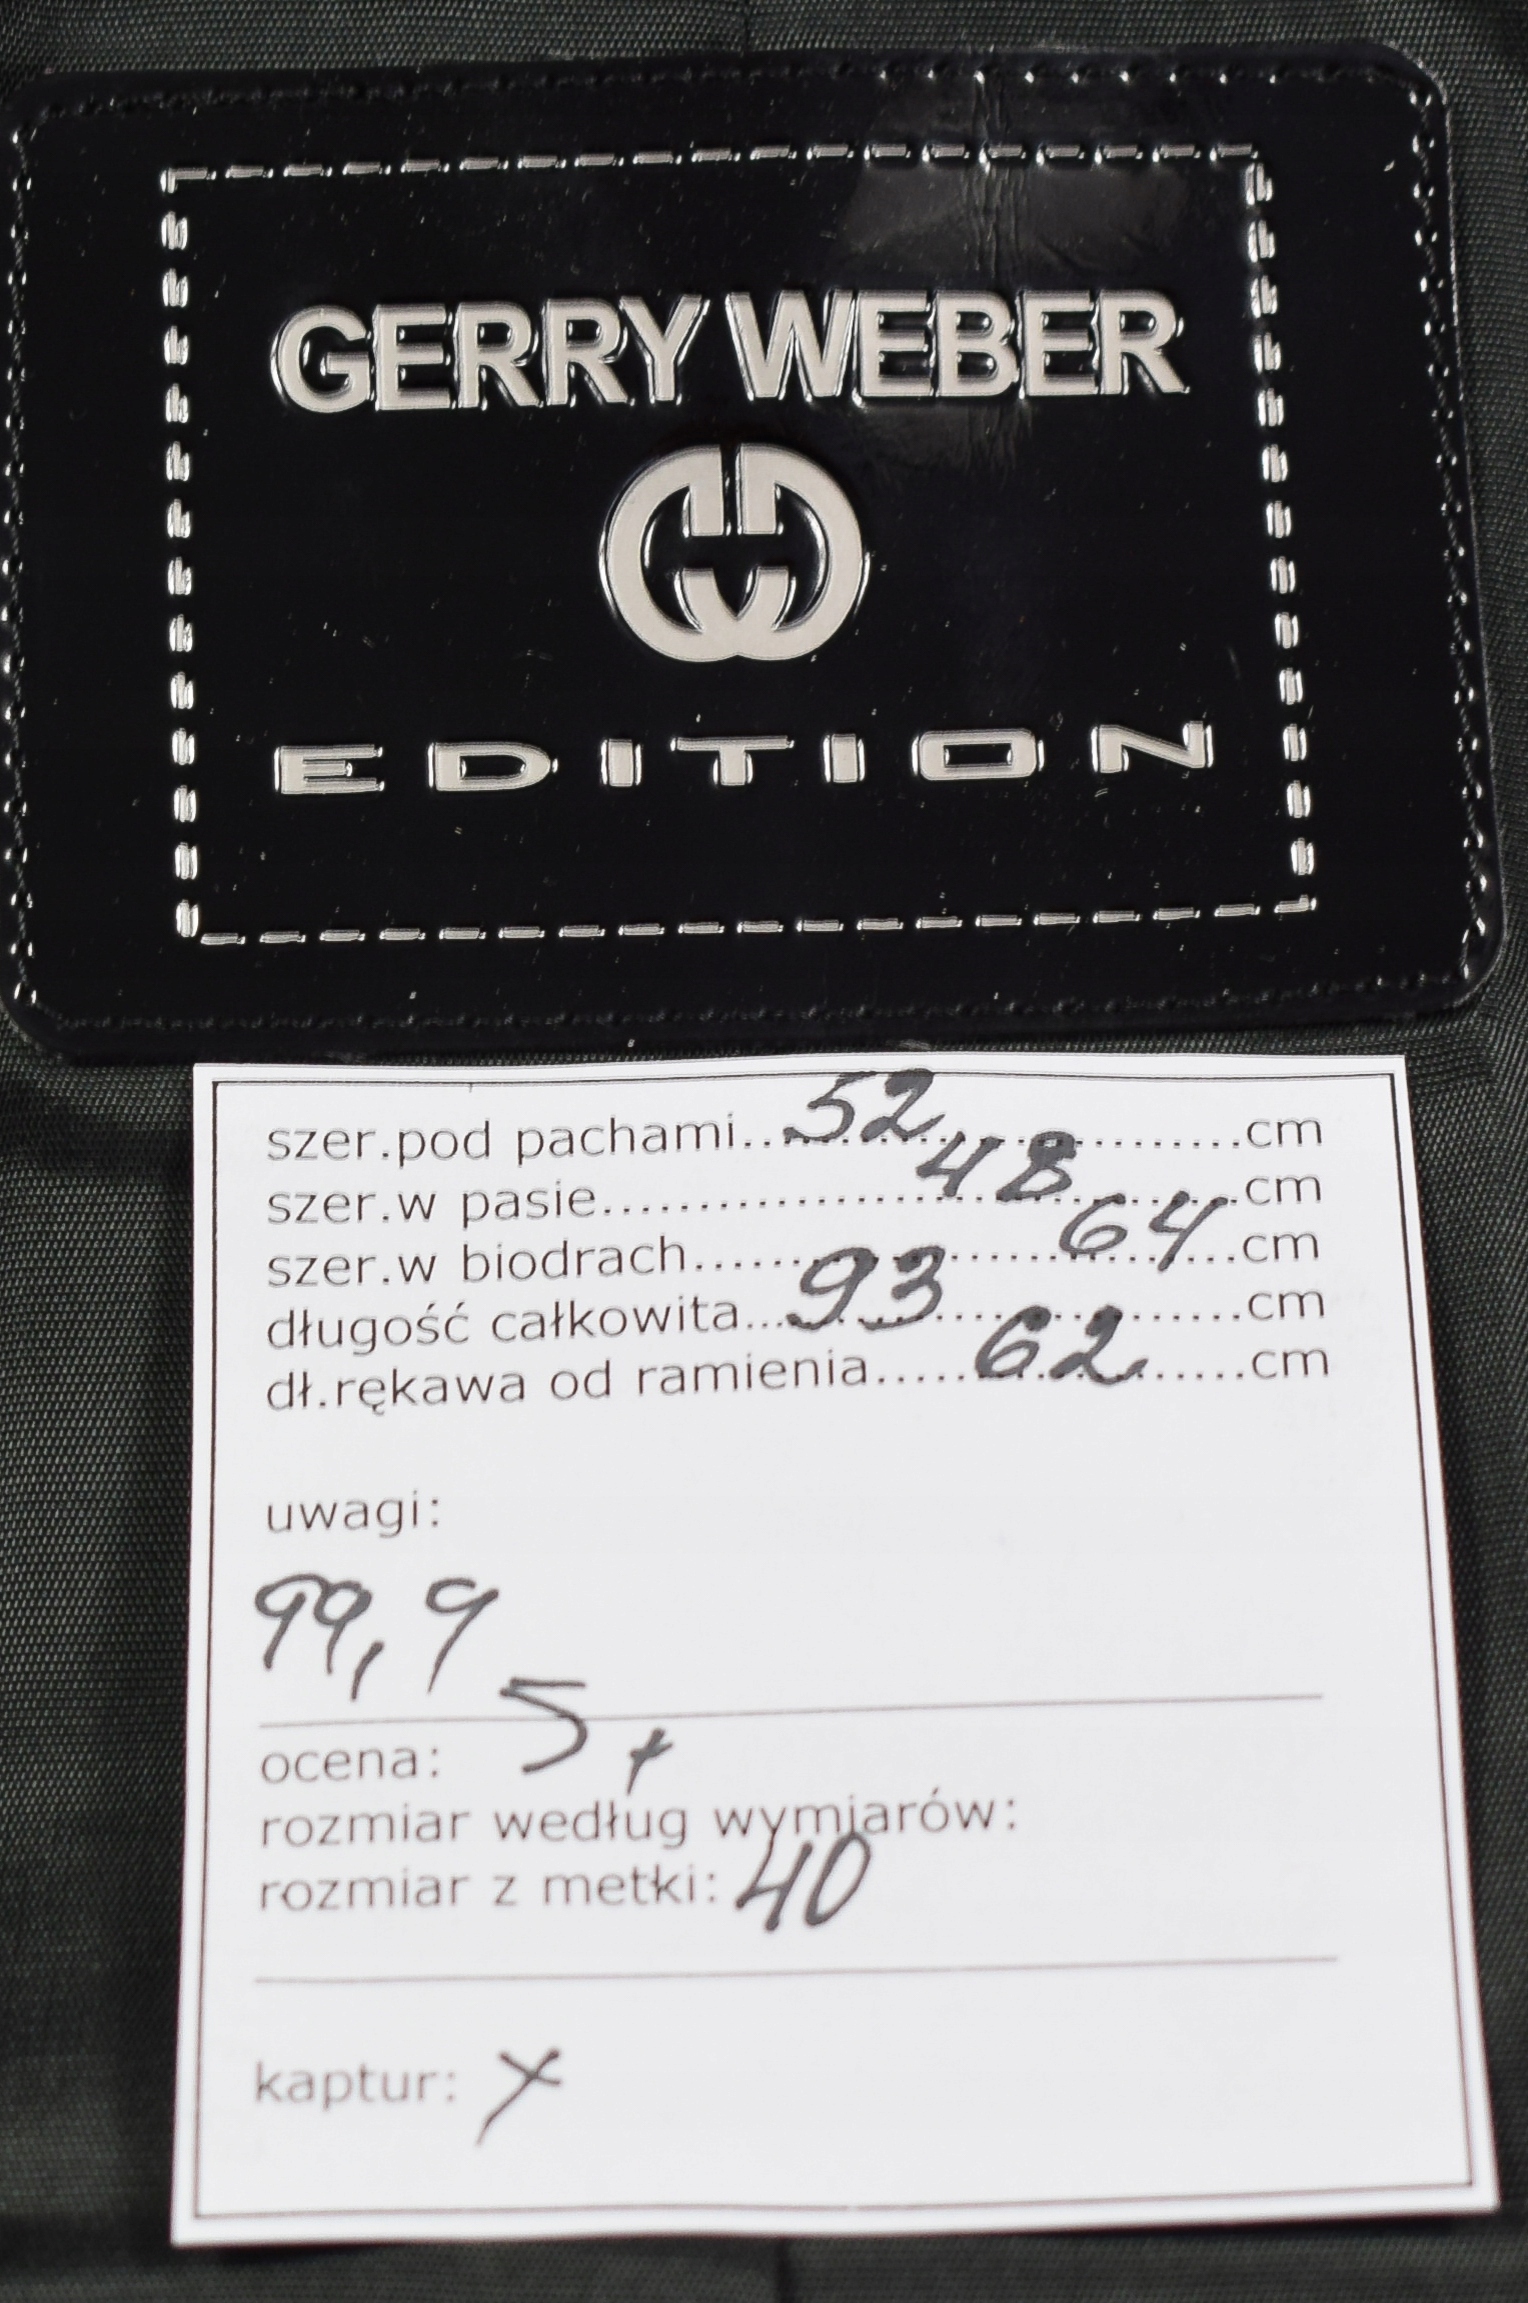 GERRY WEBER
EDITION
szer.pod pachami..52..........cm
szer.w pasie..........48..........cm
szer.w biodrach..........64...cm
długość całkowita...93..........cm
dł.rękawa od ramienia.....62......cm
uwagi:
99,9
ocena: 5+
rozmiar według wymiarów:
rozmiar z metki: 40
kaptur: x